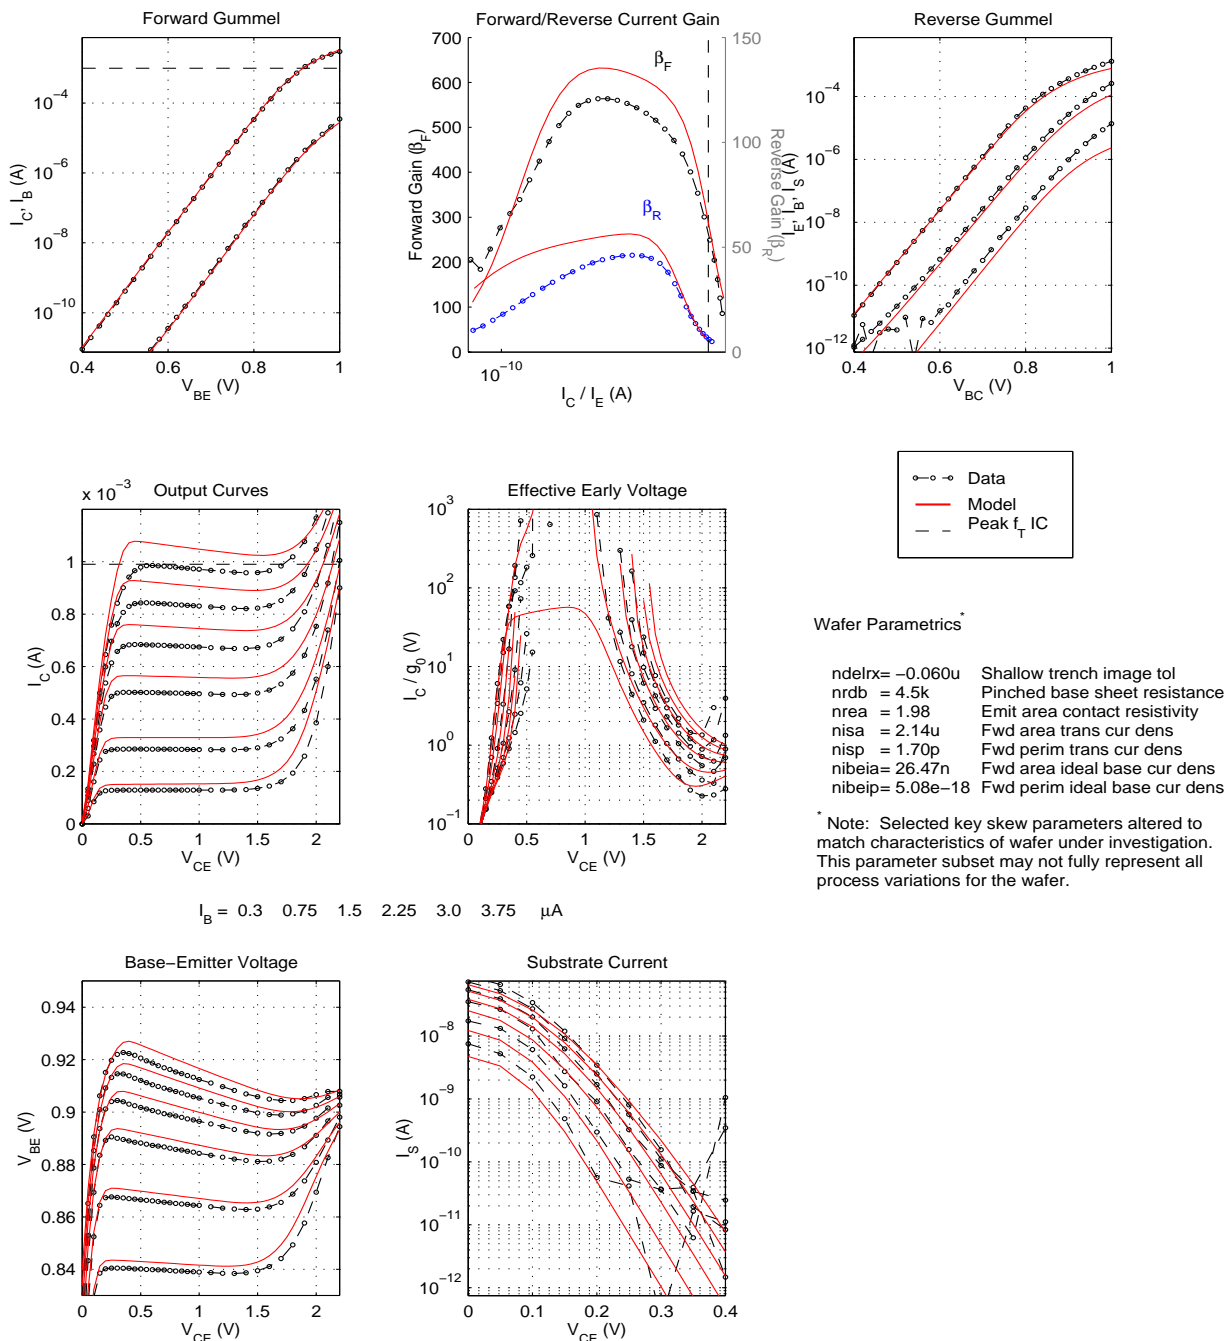 Forward Gummel
10⁻⁴
10⁻⁶
10⁻⁸
10⁻¹⁰
I_C, I_B (A)
0.4 0.6 0.8 1
V_BE (V)
Forward/Reverse Current Gain
700
600
500
400
300
200
100
0
Forward Gain (β_F)
β_F
β_R
150
100
50
0
Reverse Gain (β_R)
10⁻¹⁰
I_C / I_E (A)
Reverse Gummel
10⁻⁴
10⁻⁶
10⁻⁸
10⁻¹⁰
10⁻¹²
I_E, I_B, I_S (A)
0.4 0.6 0.8 1
V_BC (V)
x 10⁻³
Output Curves
1
0.8
0.6
0.4
0.2
0
I_C (A)
0 0.5 1 1.5 2
V_CE (V)
Effective Early Voltage
10³
10²
10¹
10⁰
10⁻¹
I_C / g_o (V)
0 0.5 1 1.5 2
V_CE (V)
Data
Model
Peak f_T IC
Wafer Parametrics*
ndelrx= −0.060u Shallow trench image tol
nrdb = 4.5k Pinched base sheet resistance
nrea = 1.98 Emit area contact resistivity
nisa = 2.14u Fwd area trans cur dens
nisp = 1.70p Fwd perim trans cur dens
nibeia= 26.47n Fwd area ideal base cur dens
nibeip= 5.08e−18 Fwd perim ideal base cur dens
* Note: Selected key skew parameters altered to
match characteristics of wafer under investigation.
This parameter subset may not fully represent all
process variations for the wafer.
I_B = 0.3 0.75 1.5 2.25 3.0 3.75 μA
Base−Emitter Voltage
0.94
0.92
0.9
0.88
0.86
0.84
V_BE (V)
0 0.5 1 1.5 2
V_CE (V)
Substrate Current
10⁻⁸
10⁻⁹
10⁻¹⁰
10⁻¹¹
10⁻¹²
I_S (A)
0 0.1 0.2 0.3 0.4
V_CE (V)